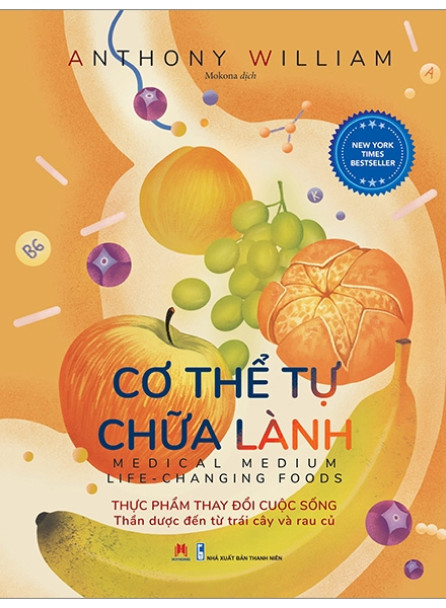 ANTHONY WILLIAM
Mokona dịch
NEW YORK
TIMES
BESTSELLER
A
K
B6
CƠ THỂ TỰ
CHỮA LÀNH
MEDICAL MEDIUM
LIFE-CHANGING FOODS
THỰC PHẨM THAY ĐỔI CUỘC SỐNG
Thần dược đến từ trái cây và rau củ
NHÀ XUẤT BẢN THANH NIÊN